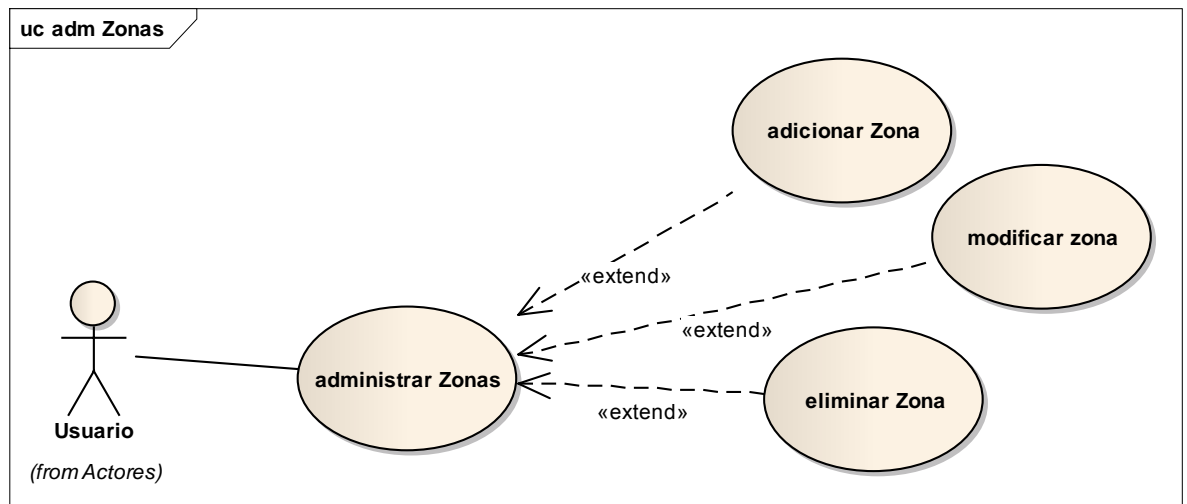 uc adm Zonas
adicionar Zona
modificar zona
«extend»
«extend»
administrar Zonas
eliminar Zona
«extend»
Usuario
(from Actores)